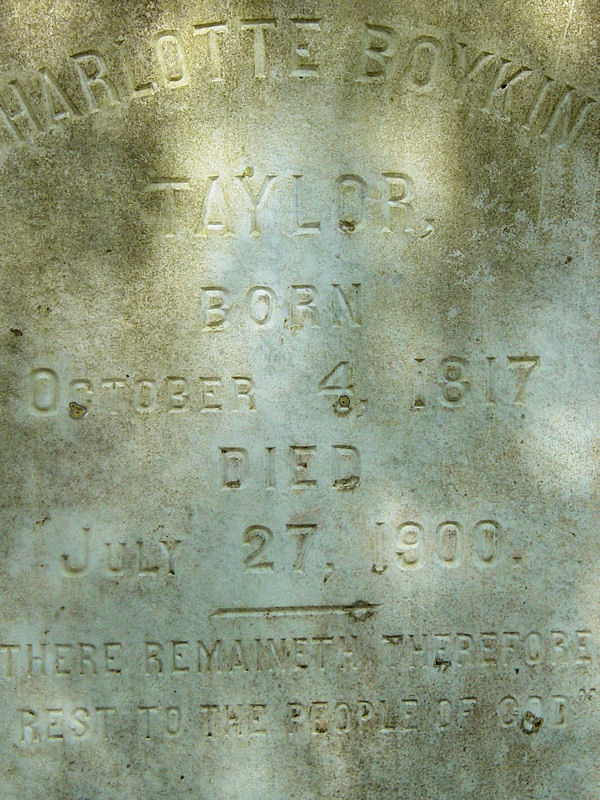 CHARLOTTE BOYKIN
TAYLOR,
BORN
OCTOBER 4, 1817
DIED
JULY 27, 1900.
THERE REMAINETH THEREFORE
REST TO THE PEOPLE OF GOD"